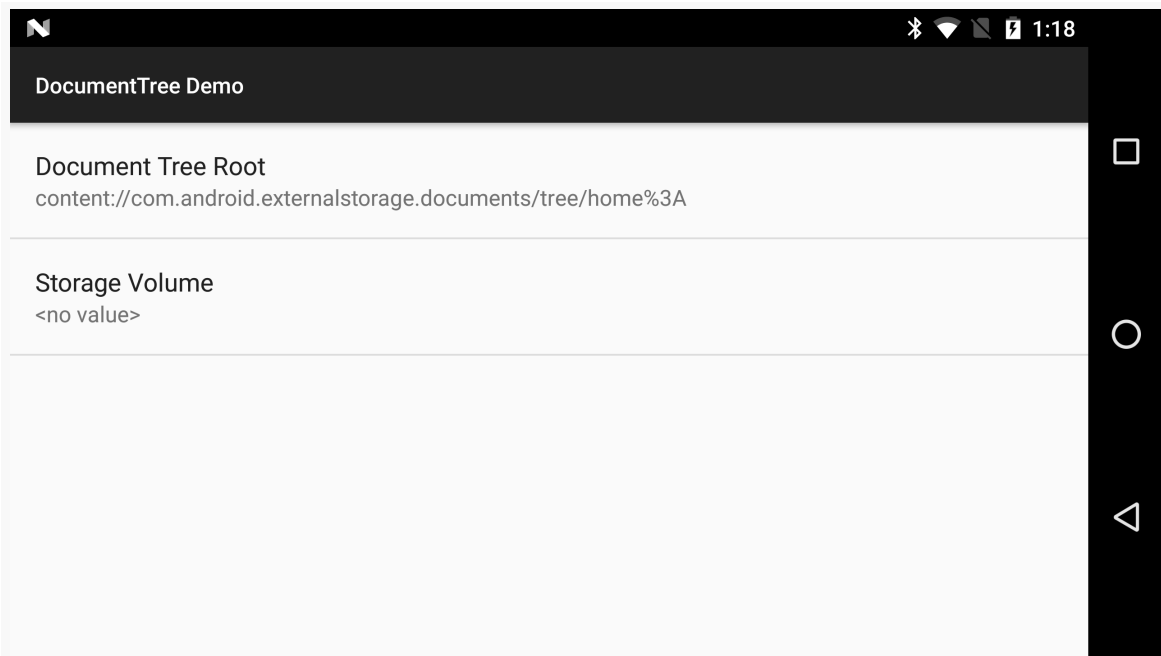 1:18
DocumentTree Demo
Document Tree Root
content://com.android.externalstorage.documents/tree/home%3A
Storage Volume
<no value>